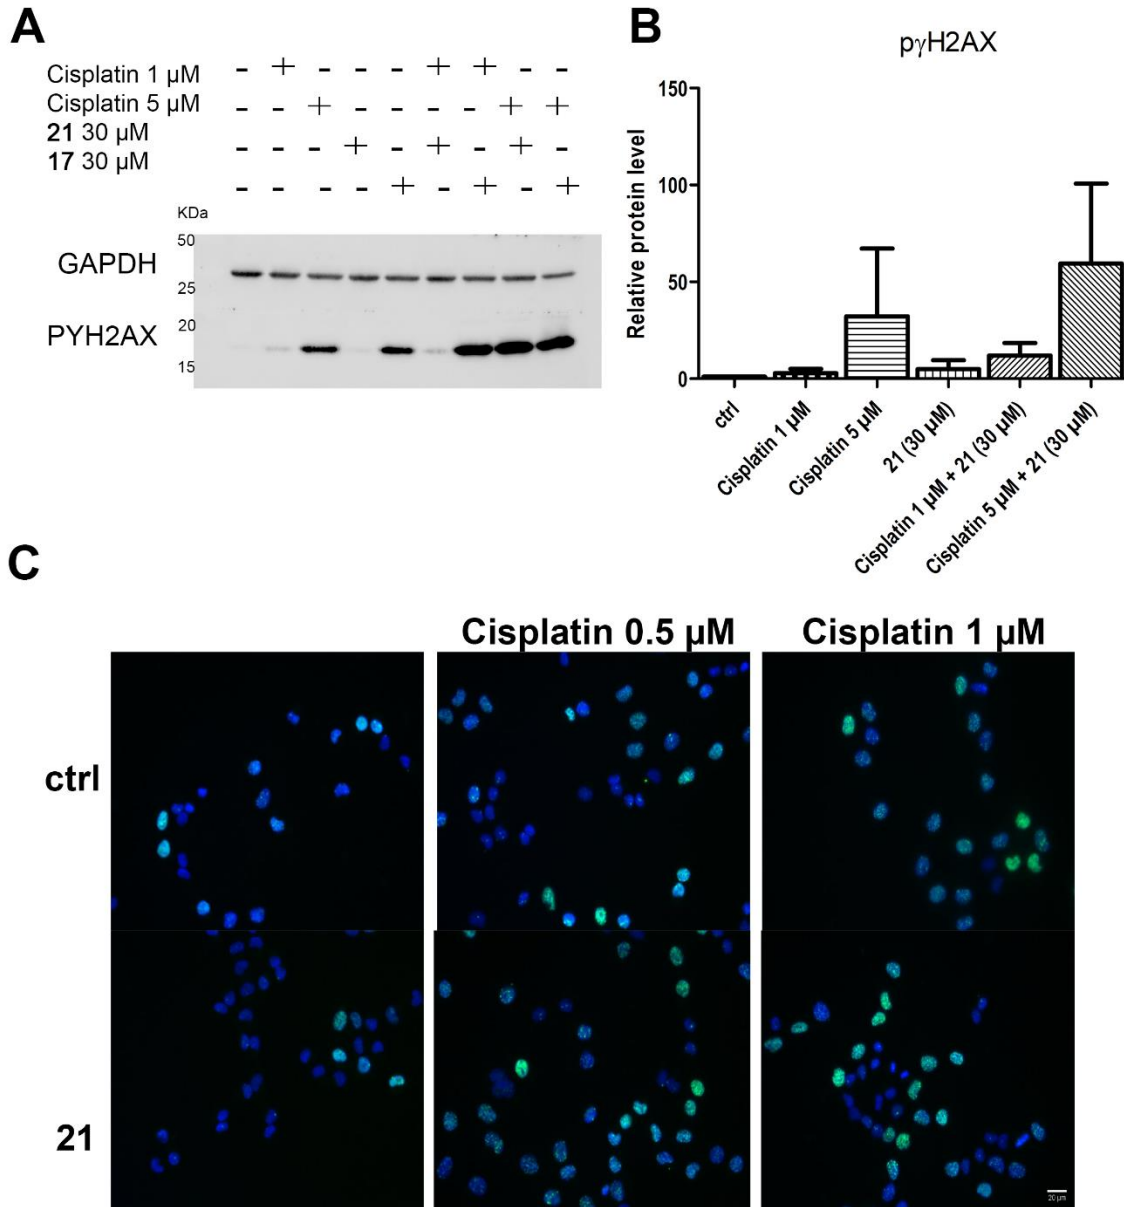 A
Cisplatin 1 µM - + - - - + + - -
Cisplatin 5 µM - - + - - - - + +
21 30 µM - - - + - + - + -
17 30 µM - - - - + - + - +
KDa
50
GAPDH
25
20
PYH2AX
15
B
pγH2AX
Relative protein level
150
100
50
0
ctrl
Cisplatin 1 µM
Cisplatin 5 µM
21 (30 µM)
Cisplatin 1 µM + 21 (30 µM)
Cisplatin 5 µM + 21 (30 µM)
C
Cisplatin 0.5 µM
Cisplatin 1 µM
ctrl
21
20 µm